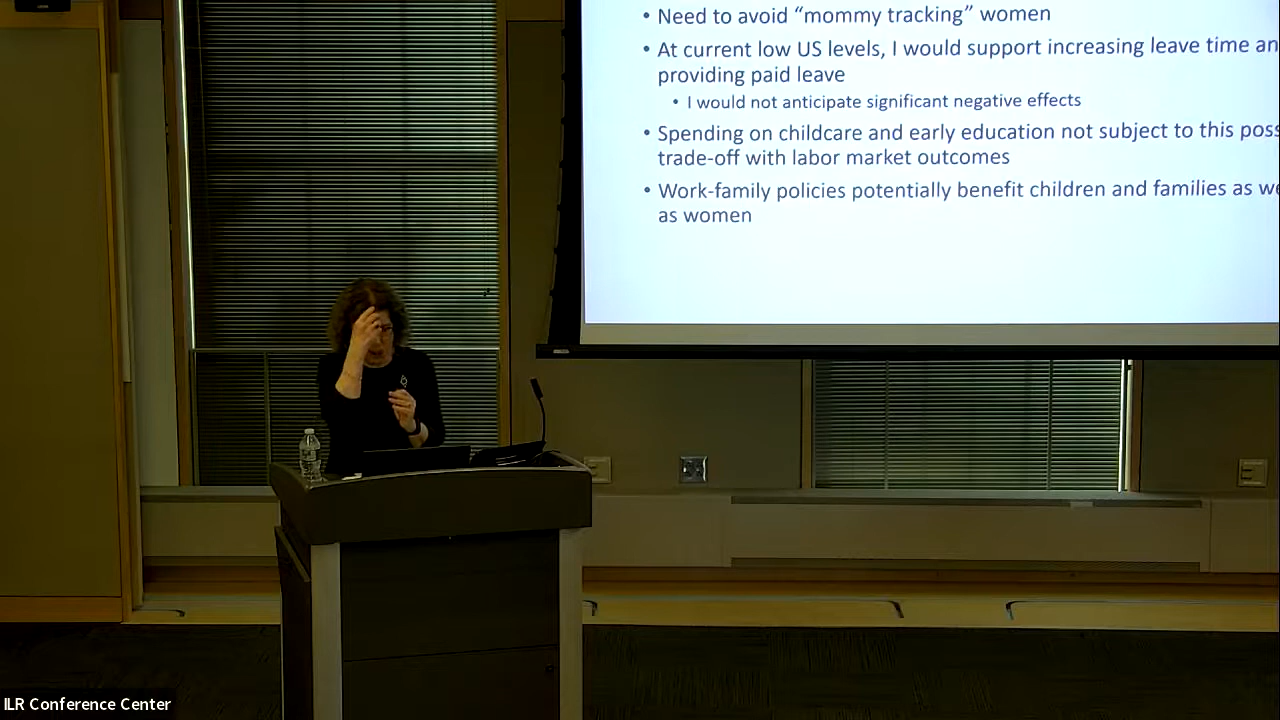 • Need to avoid “mommy tracking” women
• At current low US levels, I would support increasing leave time an
providing paid leave
• I would not anticipate significant negative effects
• Spending on childcare and early education not subject to this poss
trade-off with labor market outcomes
• Work-family policies potentially benefit children and families as we
as women
ILR Conference Center